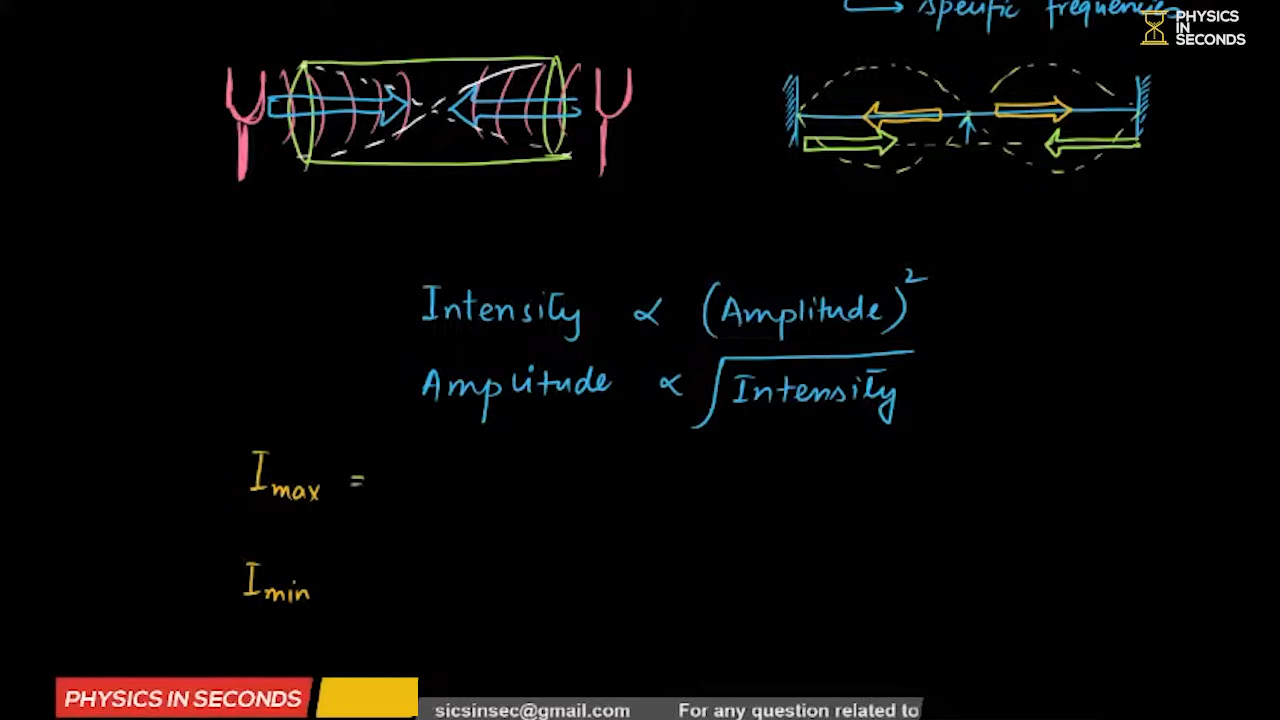 specific frequencies
PHYSICS
IN
SECONDS
Intensity ∝ (Amplitude)²
Amplitude ∝ √Intensity
Imax =
Imin
PHYSICS IN SECONDS
sicsinsec@gmail.com For any question related to